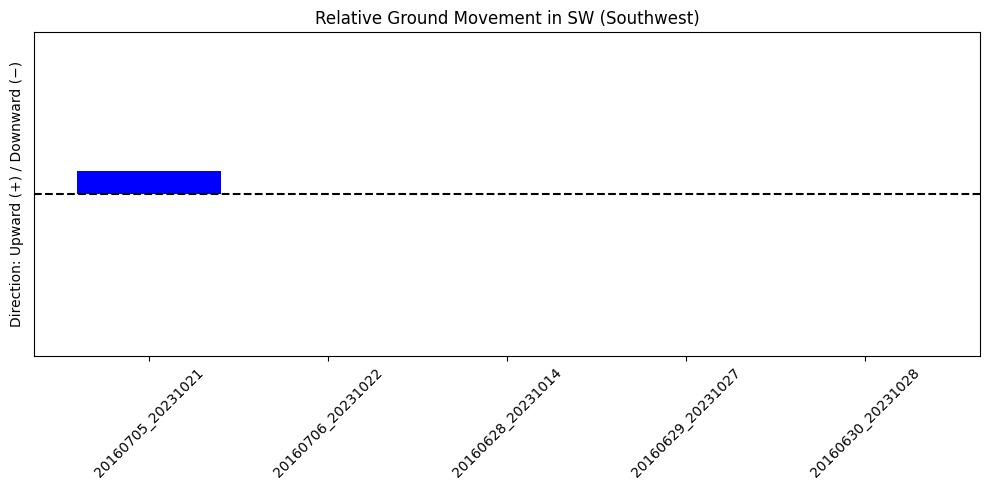 Relative Ground Movement in SW (Southwest)
Direction: Upward (+) / Downward (−)
20160705_20231021
20160706_20231022
20160628_20231014
20160629_20231027
20160630_20231028